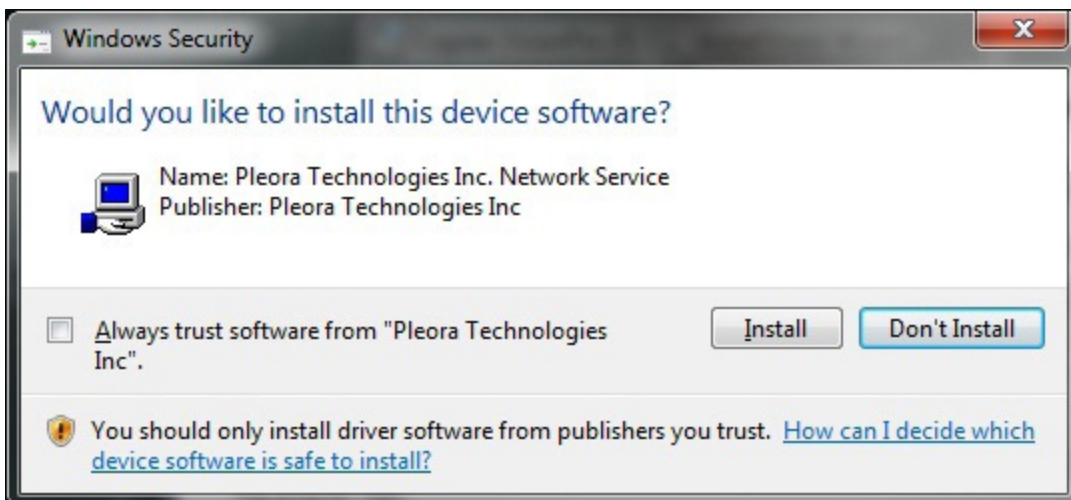 Windows Security
Would you like to install this device software?
Name: Pleora Technologies Inc. Network Service
Publisher: Pleora Technologies Inc
Always trust software from "Pleora Technologies
Inc".
Install
Don't Install
You should only install driver software from publishers you trust. How can I decide which
device software is safe to install?